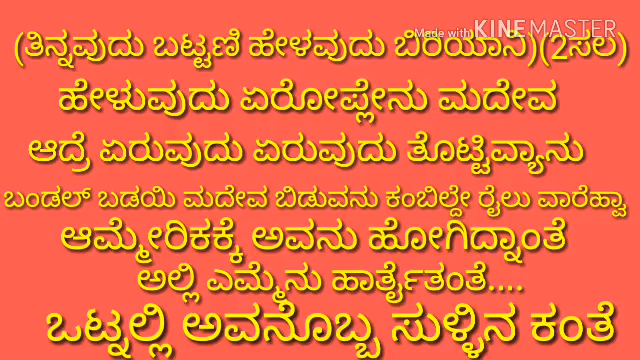 Made with KINEMASTER
(ತಿನ್ನವುದು ಬಟ್ಟಣಿ ಹೇಳವುದು ಬಿರಿಯಾನಿ)(2ಸಲ)
ಹೇಳುವುದು ಏರೋಪ್ಲೇನು ಮದೇವ
ಆದ್ರೆ ಏರುವುದು ಏರುವುದು ತೊಟ್ಟಿವ್ಯಾನು
ಬಂಡಲ್ ಬಡಯಿ ಮದೇವ ಬಿಡುವನು ಕಂಬಿಲ್ದೇ ರೈಲು ವಾರೆಹ್ವಾ
ಆಮ್ಮೇರಿಕಕ್ಕೆ ಅವನು ಹೋಗಿದ್ನಾಂತೆ
ಅಲ್ಲಿ ಎಮ್ಮೆನು ಹಾರ್ತೈತಂತೆ....
ಒಟ್ನಲ್ಲಿ ಅವನೊಬ್ಬ ಸುಳ್ಳಿನ ಕಂತೆ